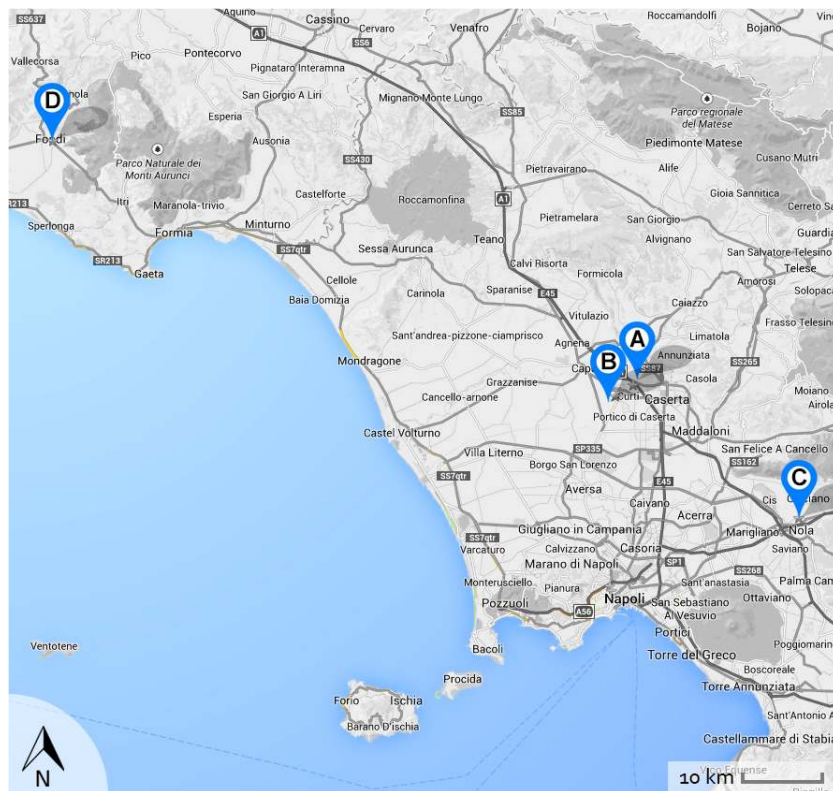 SS637
Aquino
Cassino
Cervaro
SS6
Venafro
Roccamandolfi
Bojano
A1
Vallecorsa
Pico
Pontecorvo
Pignataro Interamna
Mignano Monte Lungo
SS85
Parco regionale
del Matese
D
San Giorgio A Liri
Esperia
Piedimonte Matese
Cusano Mutri
Ausonia
SS430
Alife
Parco Naturale dei
Monti Aurunci
Pietravairano
Castelforte
Roccamonfina
A1
Gioia Sannitica
Itri
Maranola-trivio
Sperlonga
Formia
Minturno
Pietramelara
San Giorgio
SS7qtr
Sessa Aurunca
Teano
Alvignano
SR213
Gaeta
Cellole
Calvi Risorta
San Salvatore Telesino
Telese
Formicola
Baia Domizia
Carinola
Sparanise
E45
Amorosi
Caiazzo
Vitulazio
Sant'andrea-pizzone-ciamprisco
Limatola
Frasso Telesino
Agnena
A
SS265
Mondragone
B
Annunziata
SS87
Grazzanise
Casola
Moiano
Cancello-arnone
Curti
Caserta
Portico di Caserta
Castel Volturno
Maddaloni
Villa Literno
SP335
San Felice A Cancello
SS162
Borgo San Lorenzo
SS7qtr
Aversa
E45
C
Cis
Caivano
Acerra
Giugliano in Campania
Marigliano
Nola
SS7qtr
Varcaturo
Calvizzano
Casoria
Saviano
Marano di Napoli
SP1
SS268
Monterusciello
Pianura
Sant'anastasia
Palma Cam
Napoli
Ottaviano
Pozzuoli
A56
San Sebastiano
Al Vesuvio
Portici
Ventotene
Bacoli
Poggiomarino
Torre del Greco
Procida
Boscoreale
Forio
Ischia
Torre Annunziata
Barano D'ischia
Sant'Antonio A
Castellammare di Stabia
N
10 km